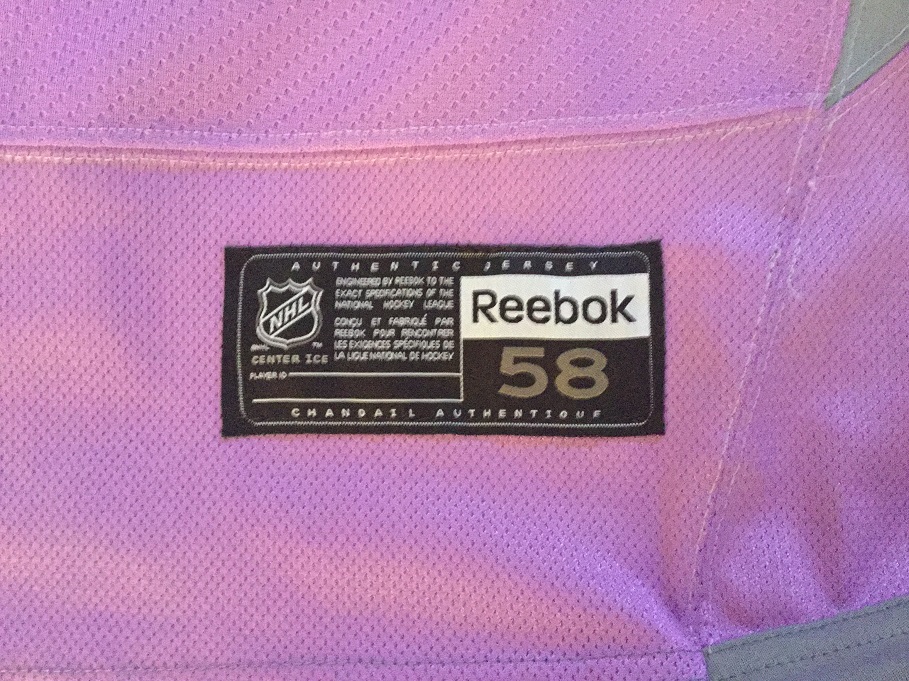 AUTHENTIC JERSEY
NHL
TM
CENTER ICE
ENGINEERED BY REEBOK TO THE
EXACT SPECIFICATIONS OF THE
NATIONAL HOCKEY LEAGUE
CONÇU ET FABRIQUÉ PAR
REEBOK POUR RENCONTRER
LES EXIGENCES SPÉCIFIQUES DE
LA LIGUE NATIONAL DE HOCKEY
PLAYER ID
Reebok
58
CHANDAIL AUTHENTIQUE